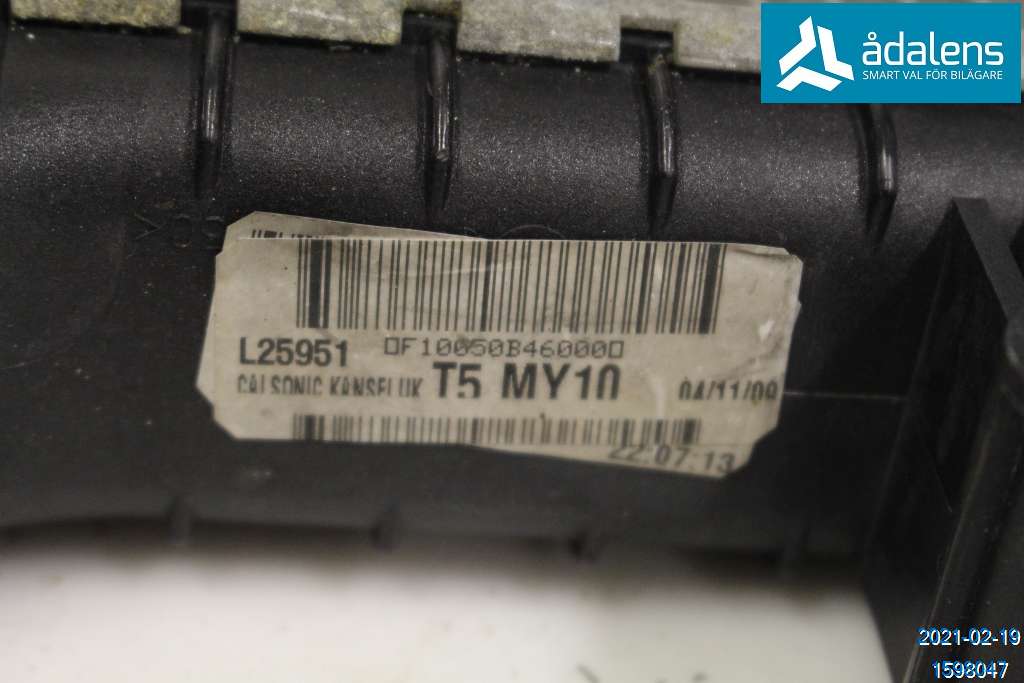 ådalens
SMART VAL FÖR BILÄGARE
L25951 F10050B46000
CALSONIC KANSEI UK T5 MY10 04/11/09
22:07:13
2021-02-19
1598047